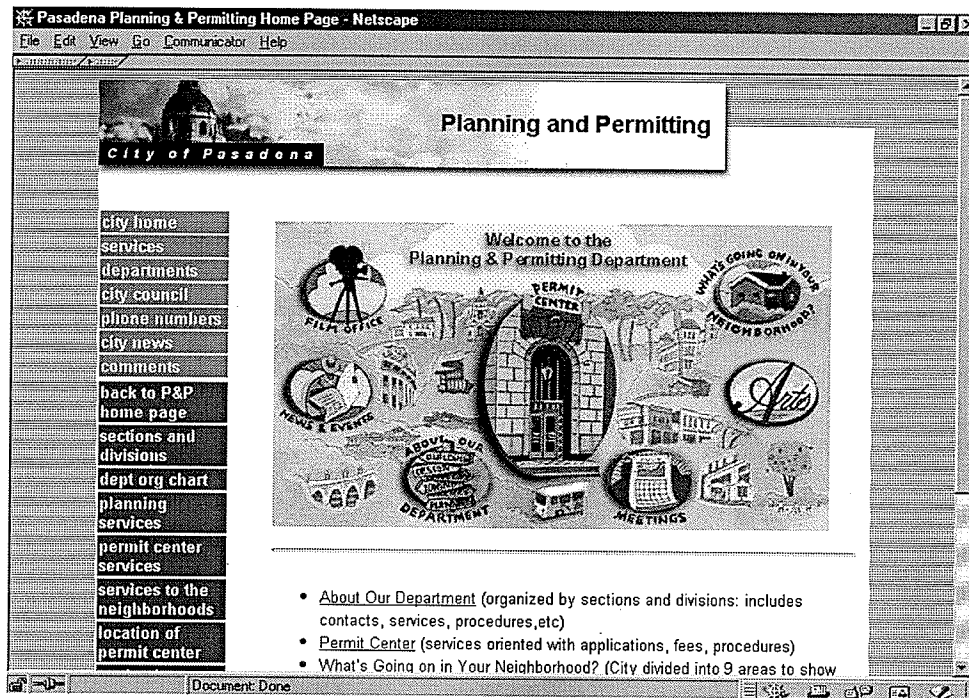 Pasadena Planning & Permitting Home Page - Netscape
File Edit View Go Communicator Help
Planning and Permitting
City of Pasadena
city home
services
departments
city council
phone numbers
city news
comments
back to P&P
home page
sections and
divisions
dept org chart
planning
services
permit center
services
services to the
neighborhoods
location of
permit center
Welcome to the
Planning & Permitting Department
FILM OFFICE
PERMIT
CENTER
WHAT'S GOING ON IN YOUR
NEIGHBORHOOD?
NEWS & EVENTS
Arts
ABOUT OUR
DEPARTMENT
MEETINGS
• About Our Department (organized by sections and divisions: includes
contacts, services, procedures,etc)
• Permit Center (services oriented with applications, fees, procedures)
• What's Going on in Your Neighborhood? (City divided into 9 areas to show
Document: Done